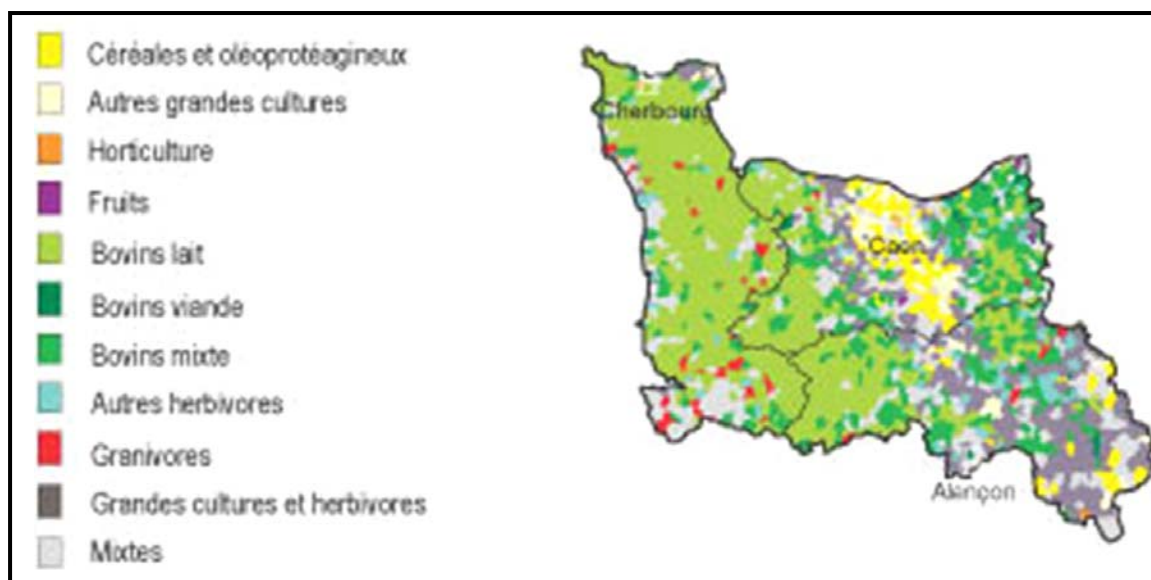 Céréales et oléoprotéagineux
Autres grandes cultures
Horticulture
Fruits
Bovins lait
Bovins viande
Bovins mixte
Autres herbivores
Granivores
Grandes cultures et herbivores
Mixtes
Cherbourg
Caen
Alençon